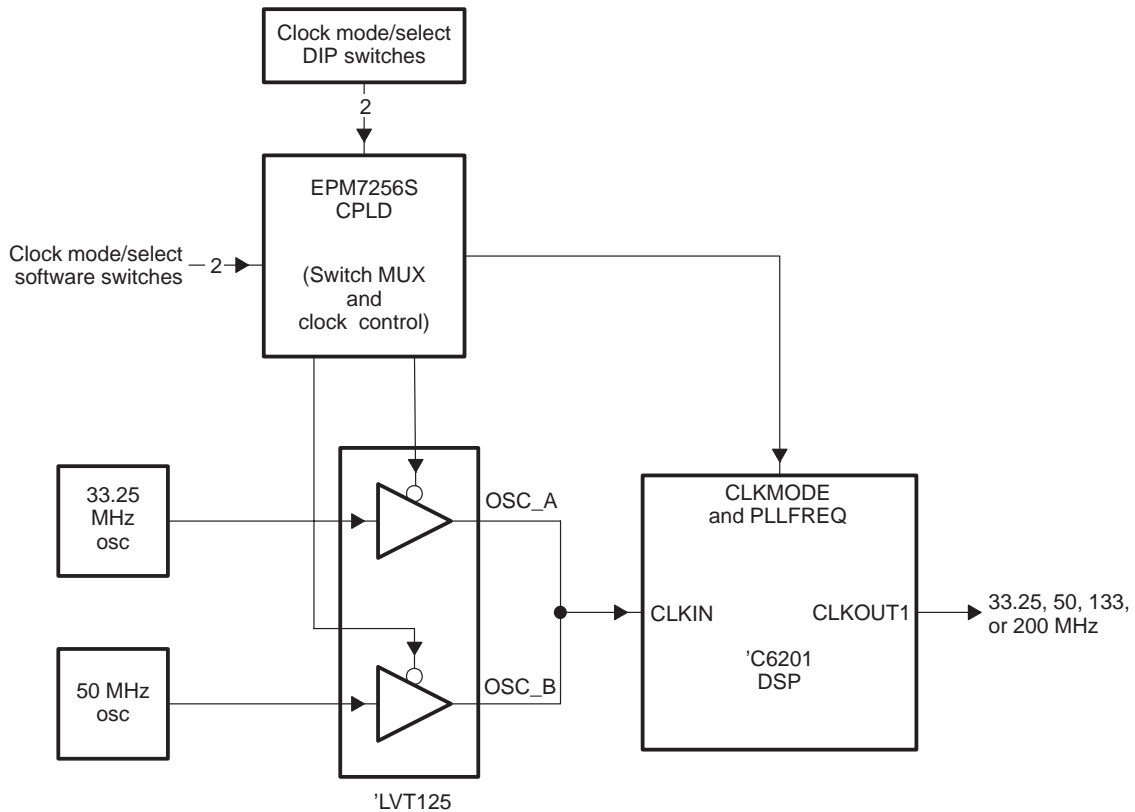 Clock mode/select
DIP switches
2
EPM7256S
CPLD
(Switch MUX
and
clock control)
Clock mode/select
software switches
2
33.25
MHz
osc
OSC_A
CLKMODE
and PLLFREQ
CLKIN
CLKOUT1
33.25, 50, 133,
or 200 MHz
'C6201
DSP
50 MHz
osc
OSC_B
'LVT125